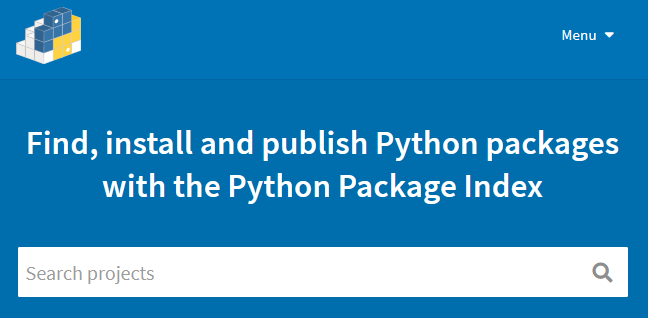 Menu
Find, install and publish Python packages
with the Python Package Index
Search projects